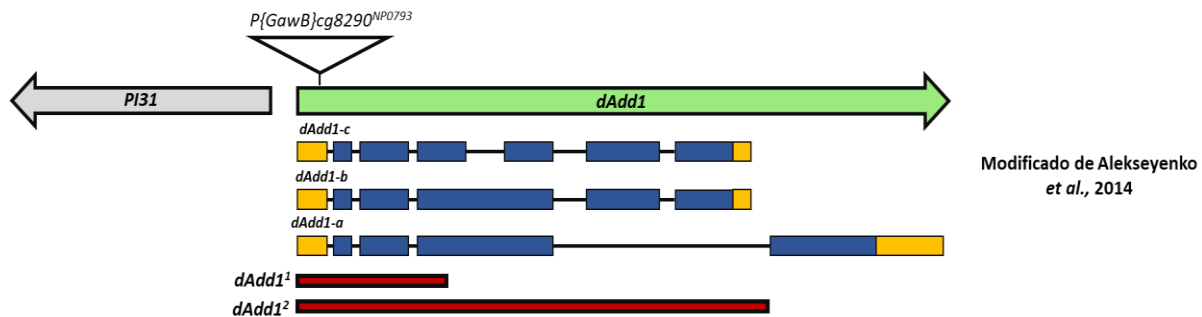 P{GawB}cg8290NP0793
PI31
dAdd1
dAdd1-c
dAdd1-b
dAdd1-a
dAdd1¹
dAdd1²
Modificado de Alekseyenko
et al., 2014